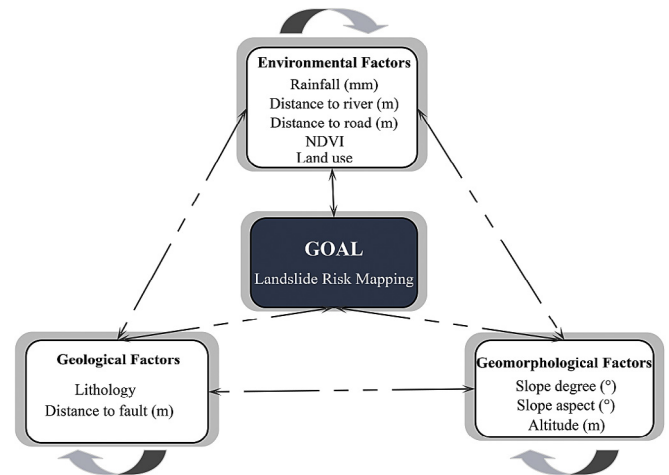 Environmental Factors
Rainfall (mm)
Distance to river (m)
Distance to road (m)
NDVI
Land use
GOAL
Landslide Risk Mapping
Geological Factors
Lithology
Distance to fault (m)
Geomorphological Factors
Slope degree (°)
Slope aspect (°)
Altitude (m)